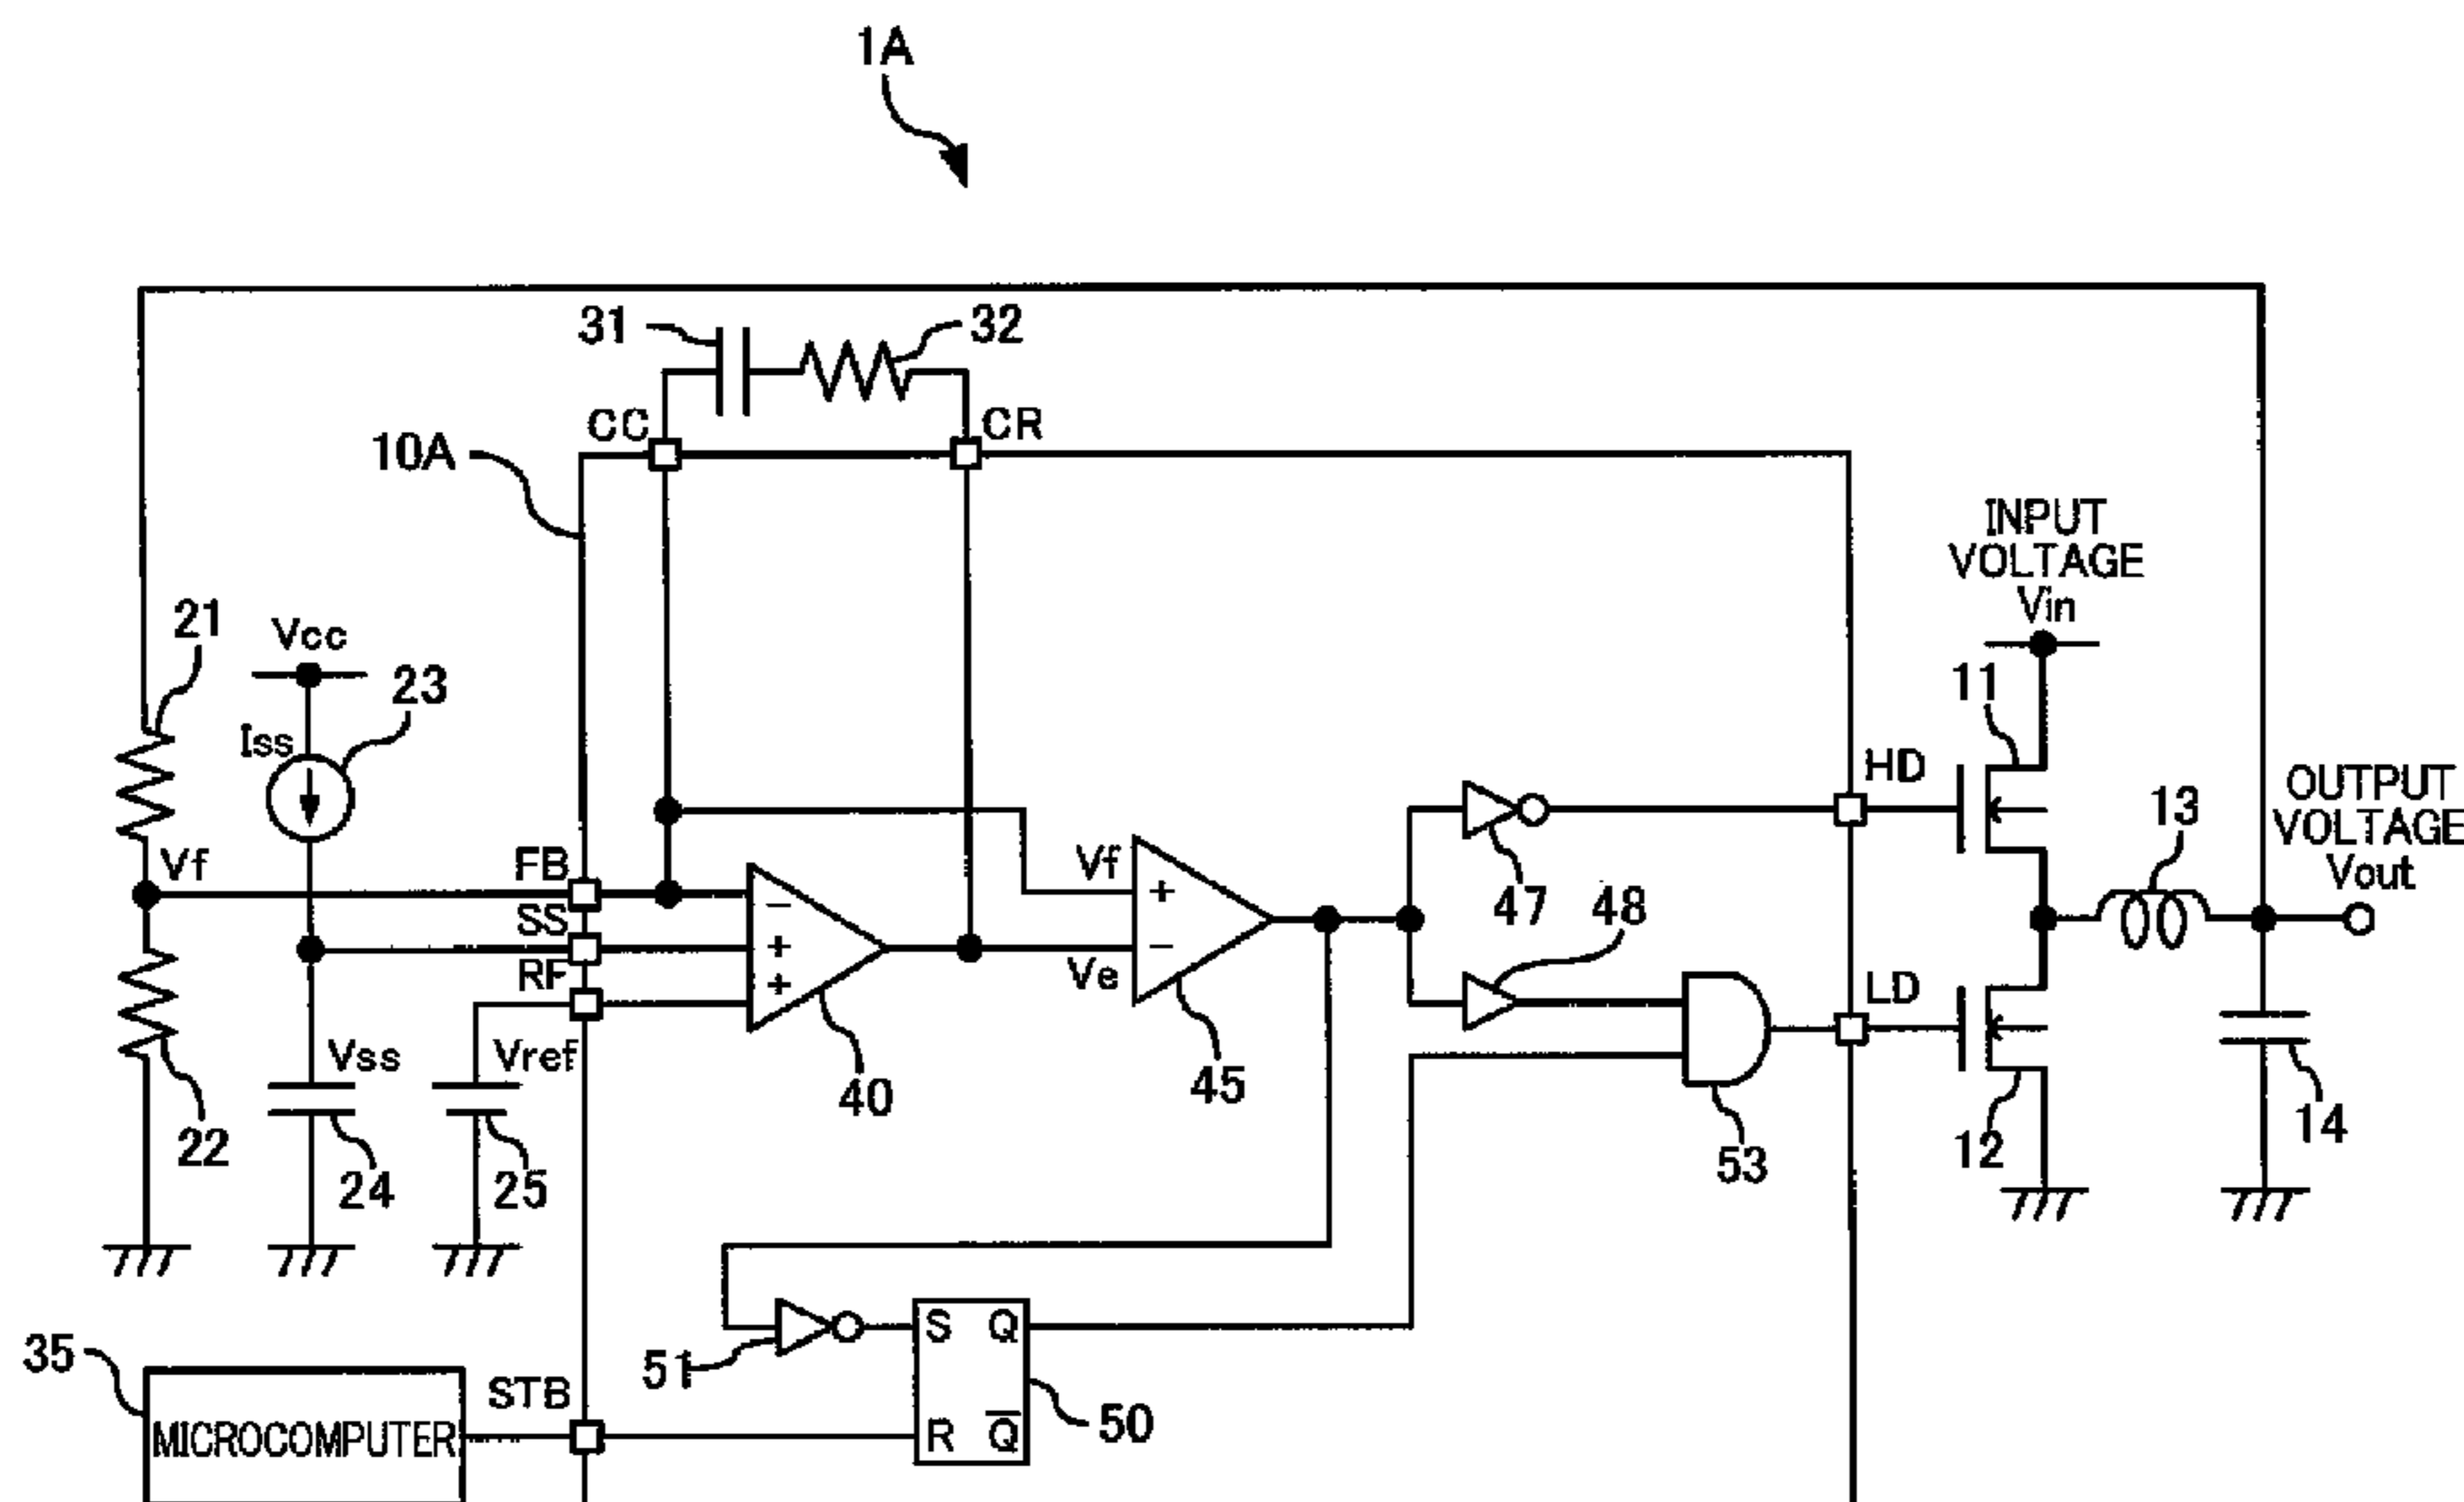 1A
31
32
CC
CR
10A
INPUT
VOLTAGE
Vin
21
Vcc
23
11
Iss
HD
OUTPUT
VOLTAGE
Vout
13
Vf
FB
SS
RF
−
+
+
Vf
Ve
+
−
47
48
LD
Vss
Vref
40
45
22
24
25
53
12
14
35
51
S
Q
STB
50
MICROCOMPUTER
R
Q̅